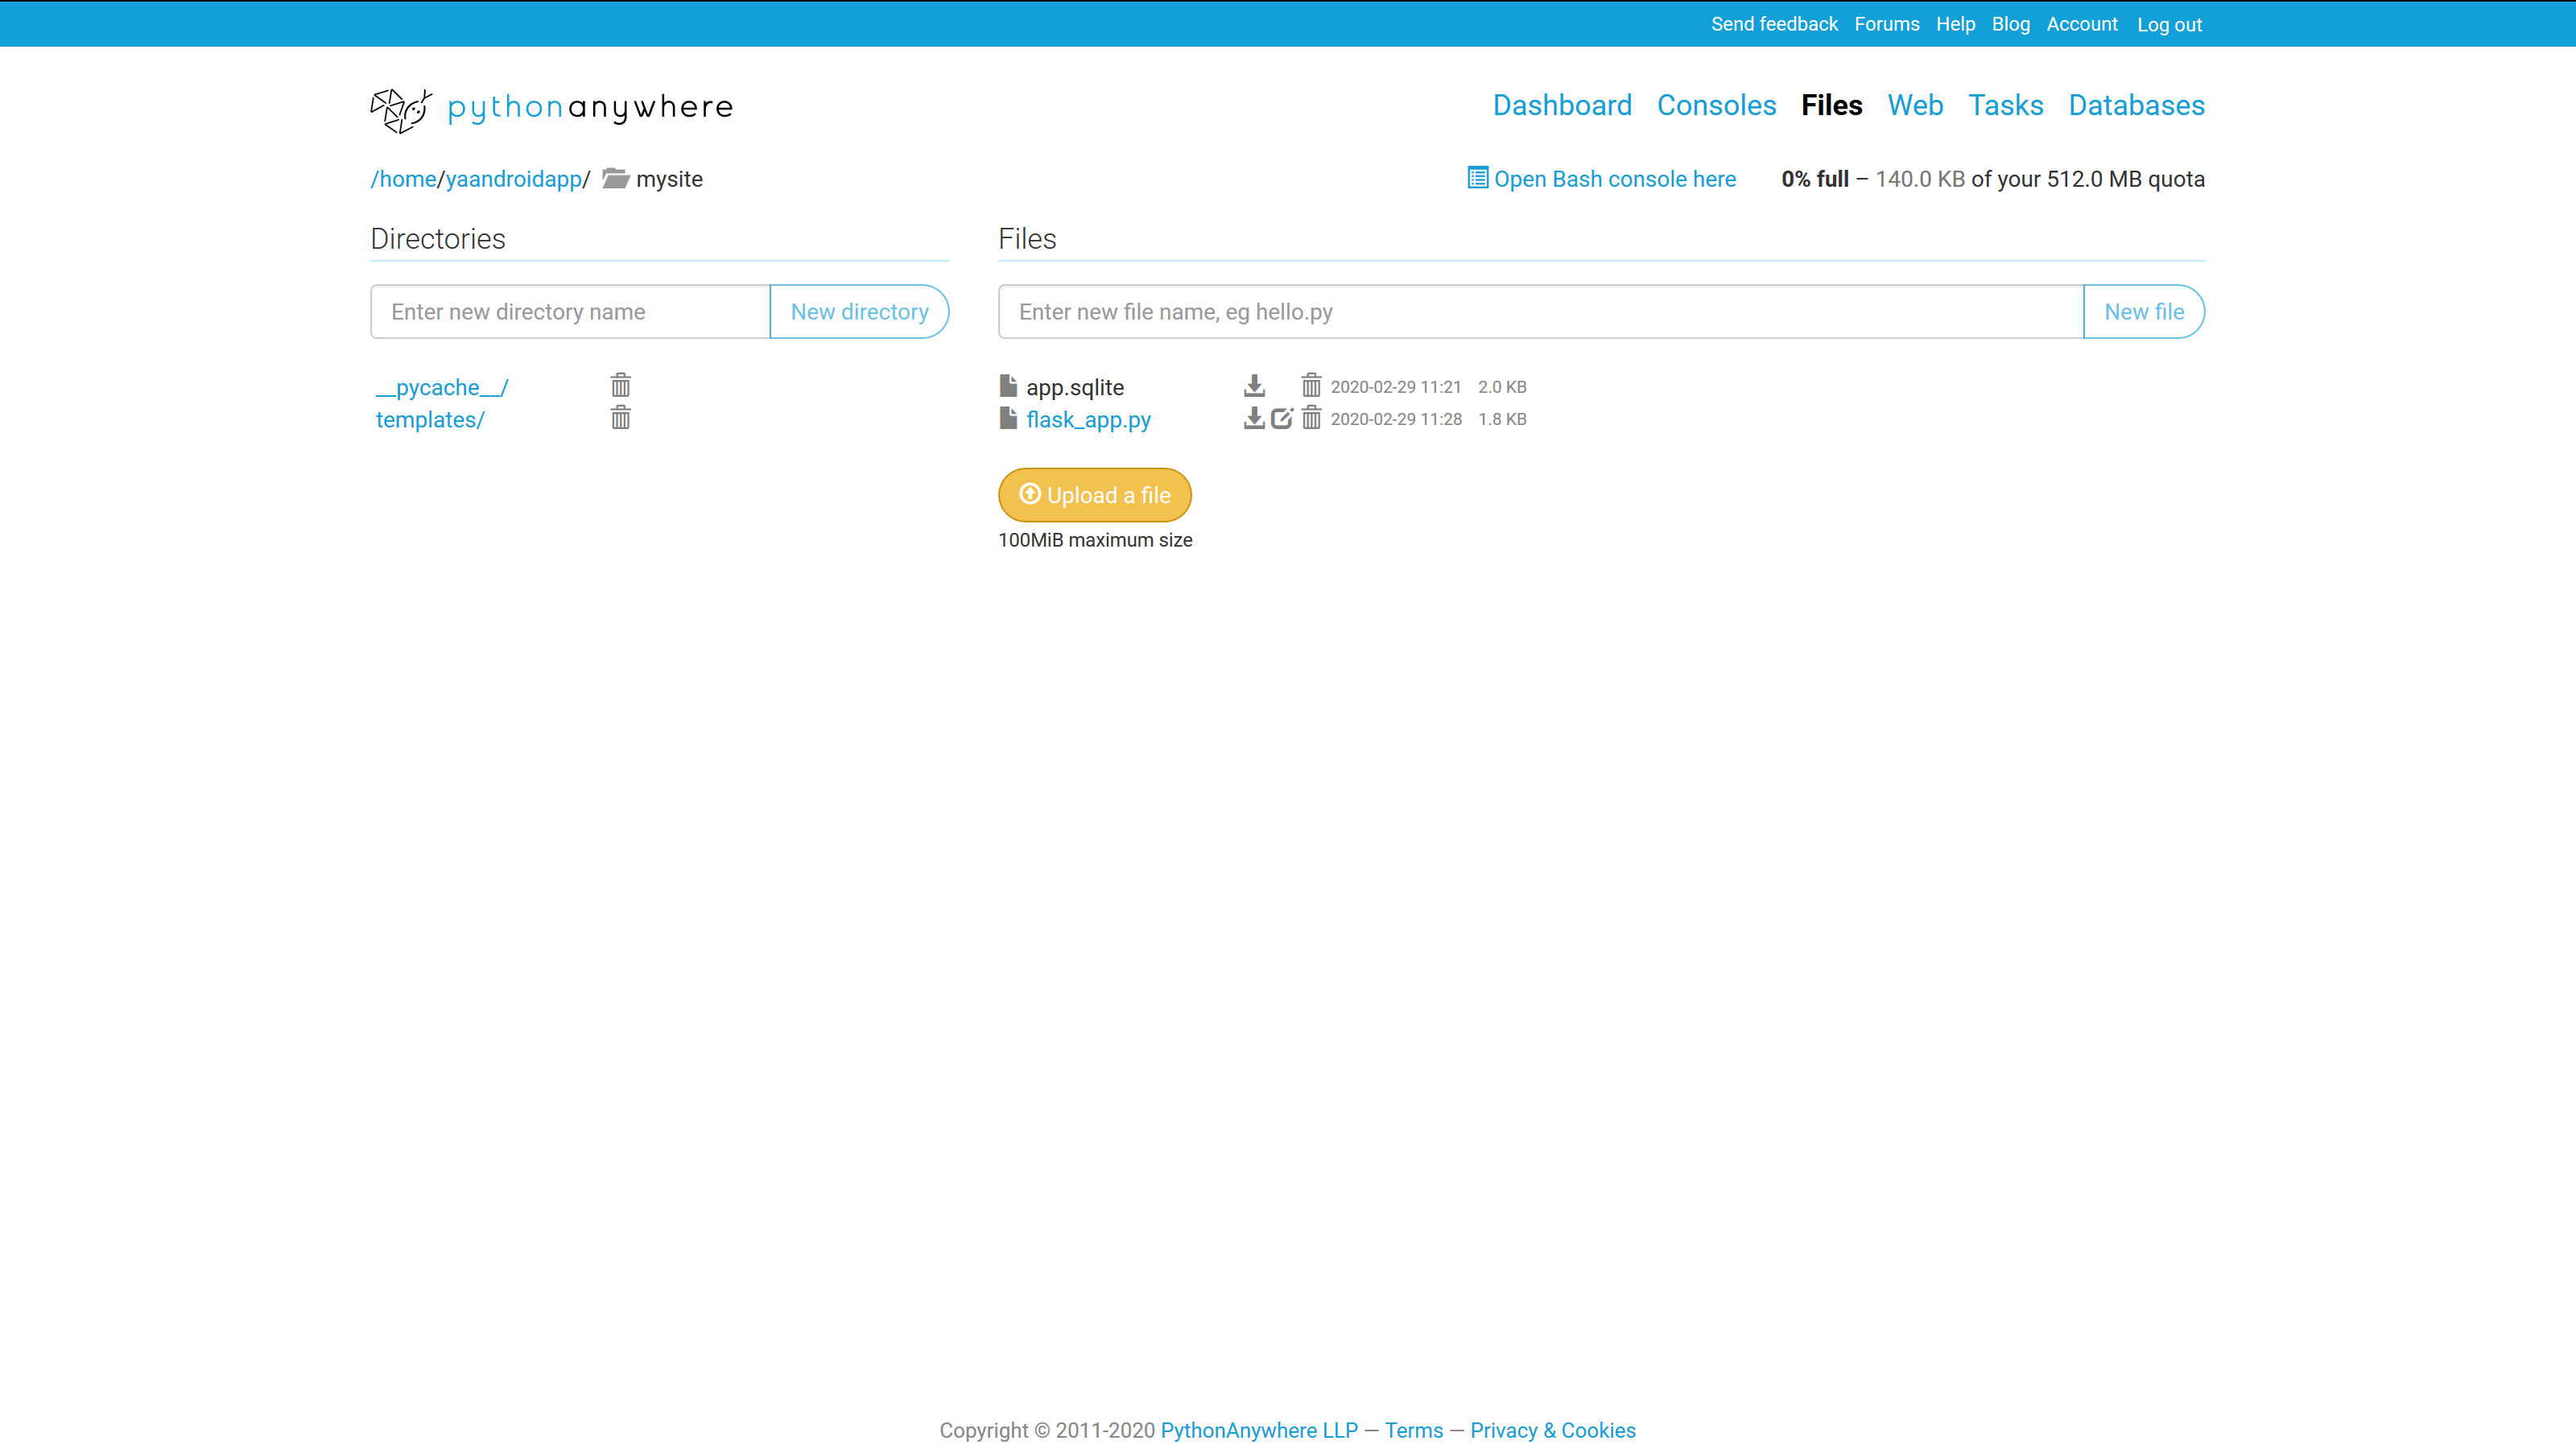 Send feedback Forums Help Blog Account Log out
pythonanywhere
Dashboard Consoles Files Web Tasks Databases
/home/yaandroidapp/ mysite
Open Bash console here 0% full – 140.0 KB of your 512.0 MB quota
Directories
Files
Enter new directory name New directory
Enter new file name, eg hello.py New file
__pycache__/
templates/
app.sqlite 2020-02-29 11:21 2.0 KB
flask_app.py 2020-02-29 11:28 1.8 KB
Upload a file
100MiB maximum size
Copyright © 2011-2020 PythonAnywhere LLP — Terms — Privacy & Cookies